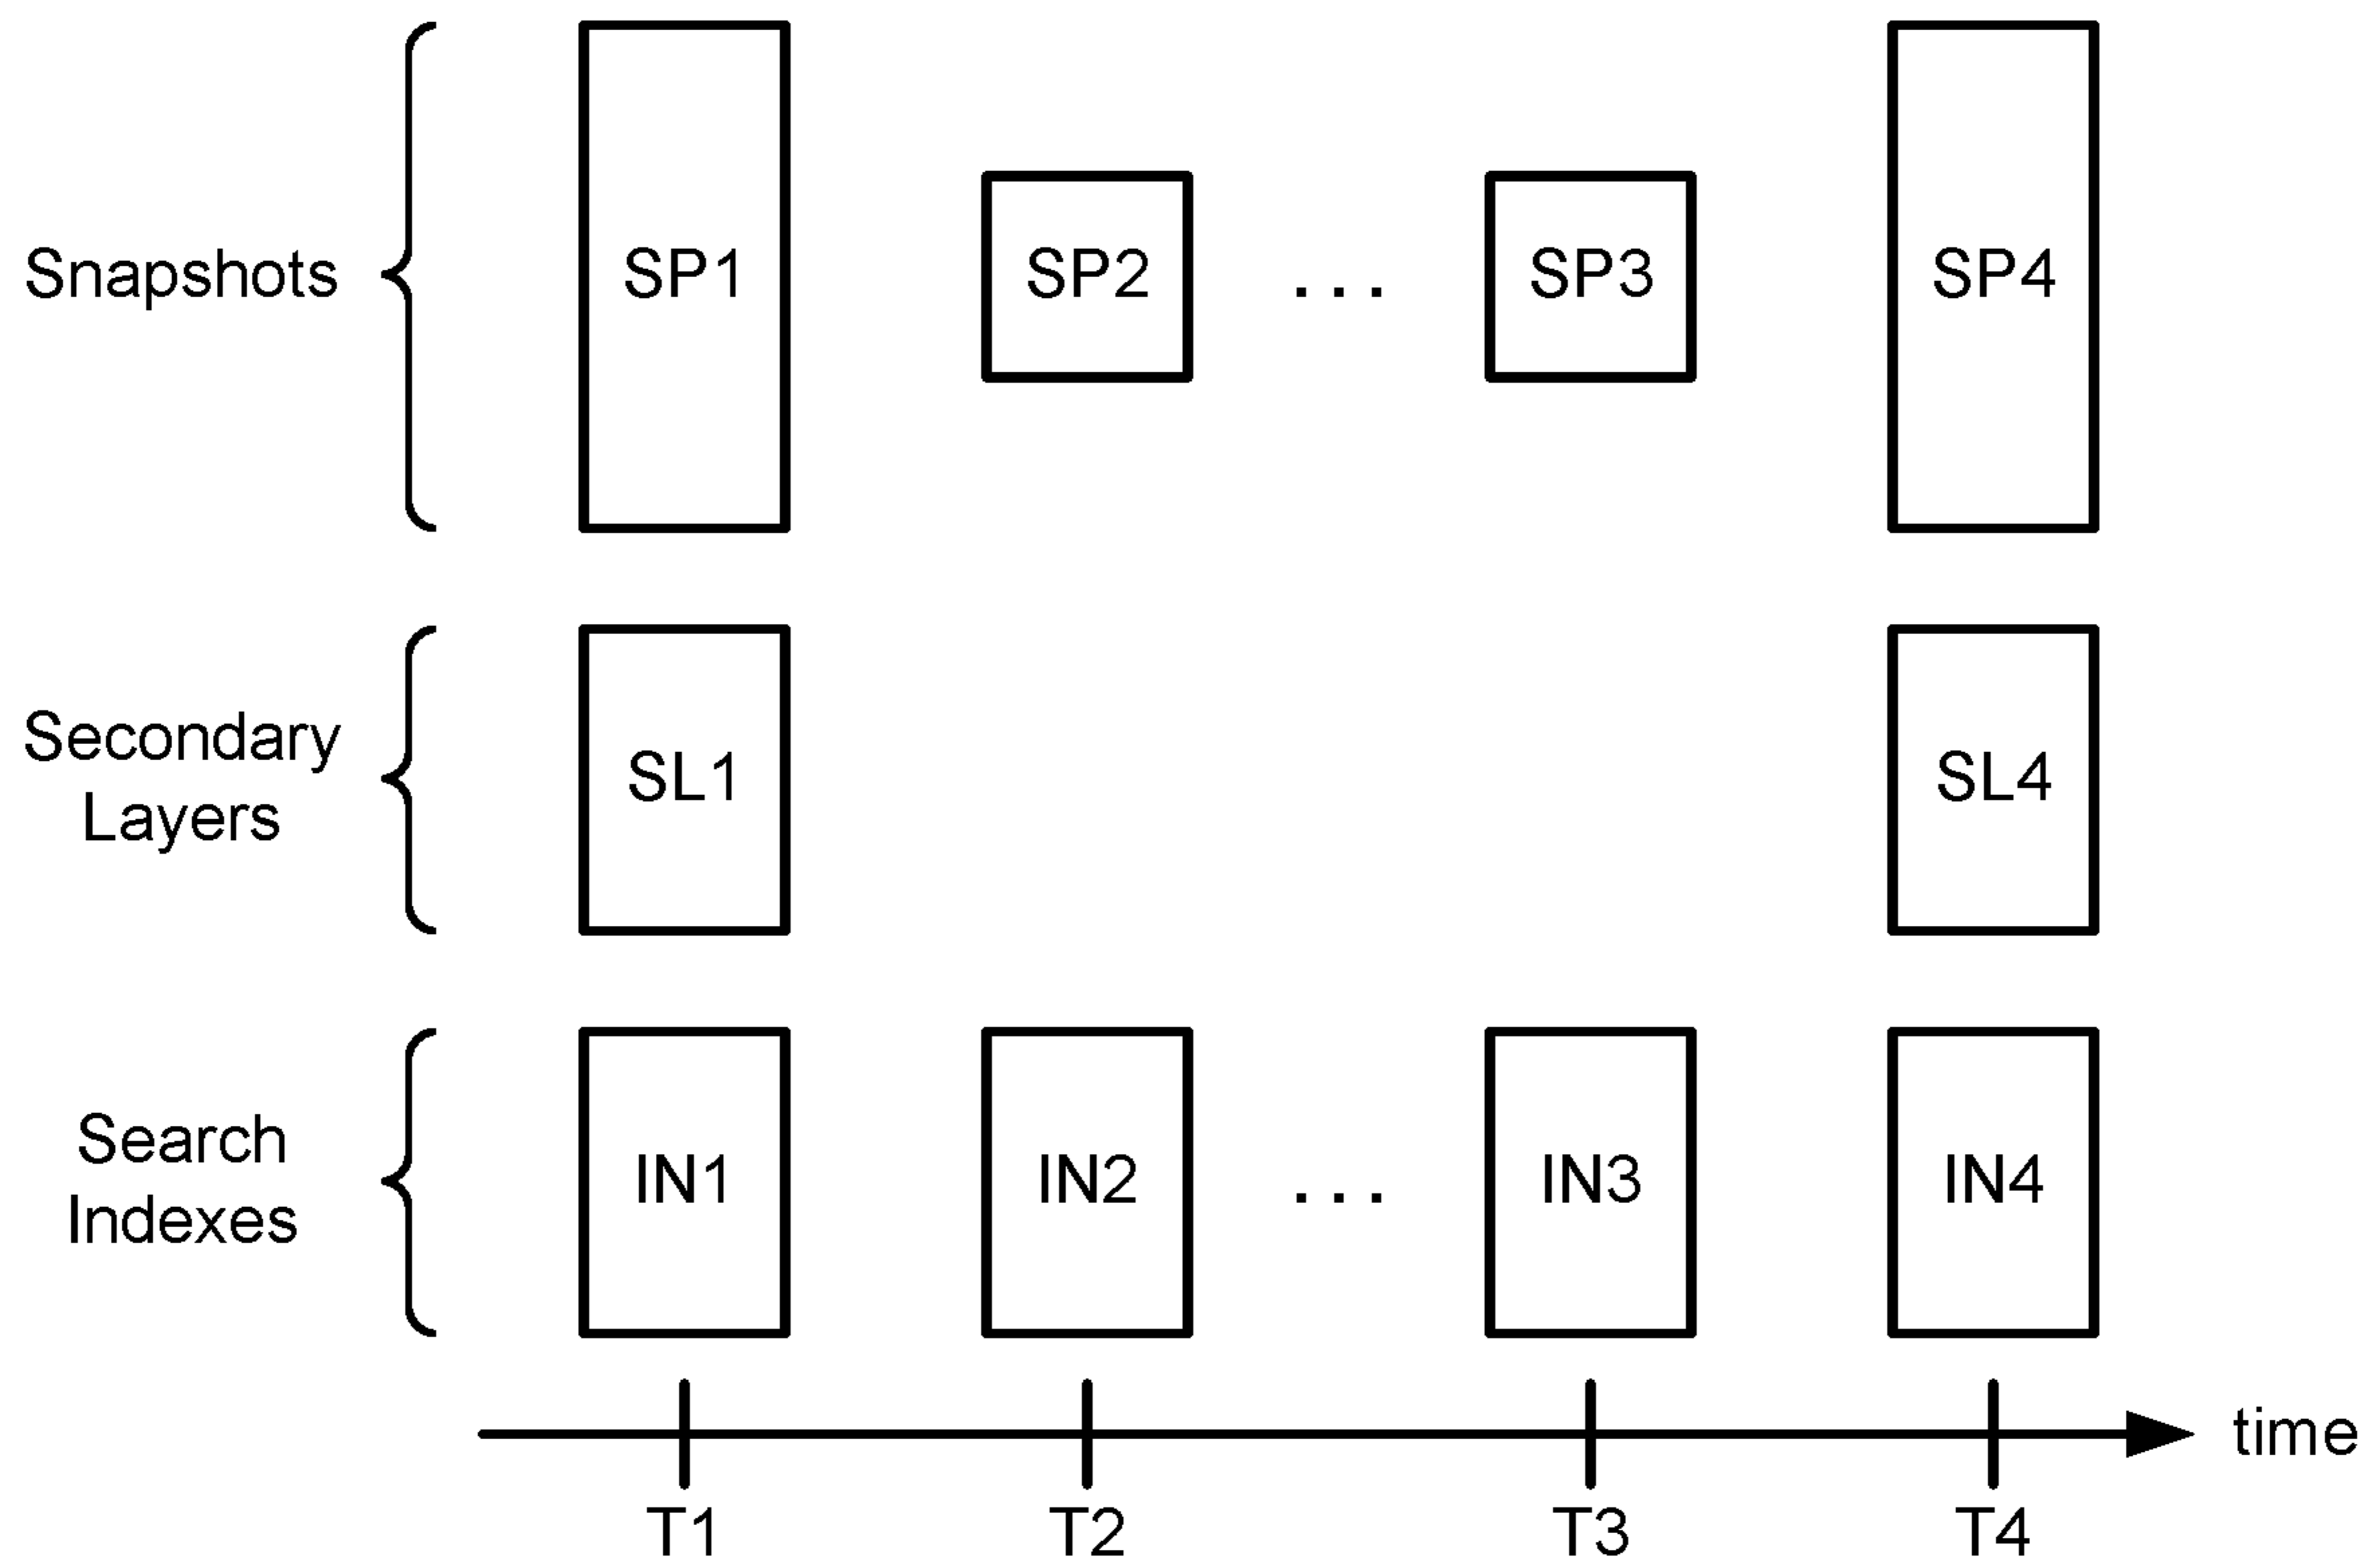 Snapshots
SP1
SP2
...
SP3
SP4
Secondary
Layers
SL1
SL4
Search
Indexes
IN1
IN2
...
IN3
IN4
time
T1
T2
T3
T4